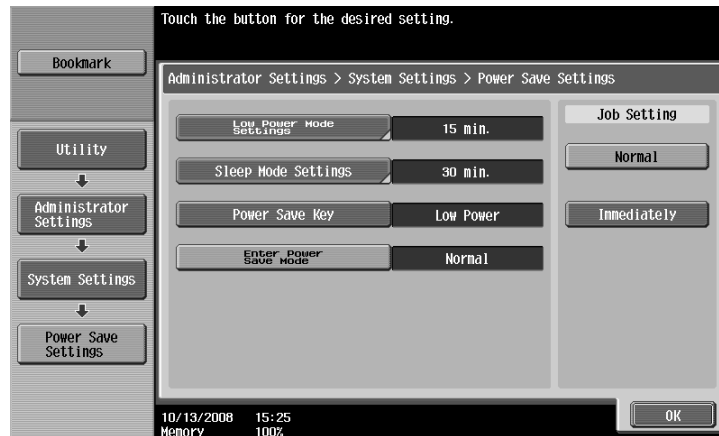 Touch the button for the desired setting.
Bookmark
Administrator Settings > System Settings > Power Save Settings
Utility
Administrator
Settings
System Settings
Power Save
Settings
Low Power Mode
Settings
15 min.
Sleep Mode Settings
30 min.
Power Save Key
Low Power
Enter Power
Save Mode
Normal
Job Setting
Normal
Immediately
10/13/2008 15:25
Memory 100%
OK